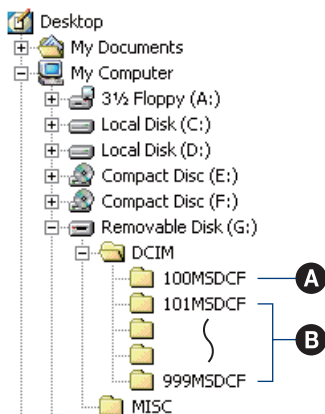 Desktop
My Documents
My Computer
3½ Floppy (A:)
Local Disk (C:)
Local Disk (D:)
Compact Disc (E:)
Compact Disc (F:)
Removable Disk (G:)
DCIM
100MSDCF A
101MSDCF
B
999MSDCF
MISC